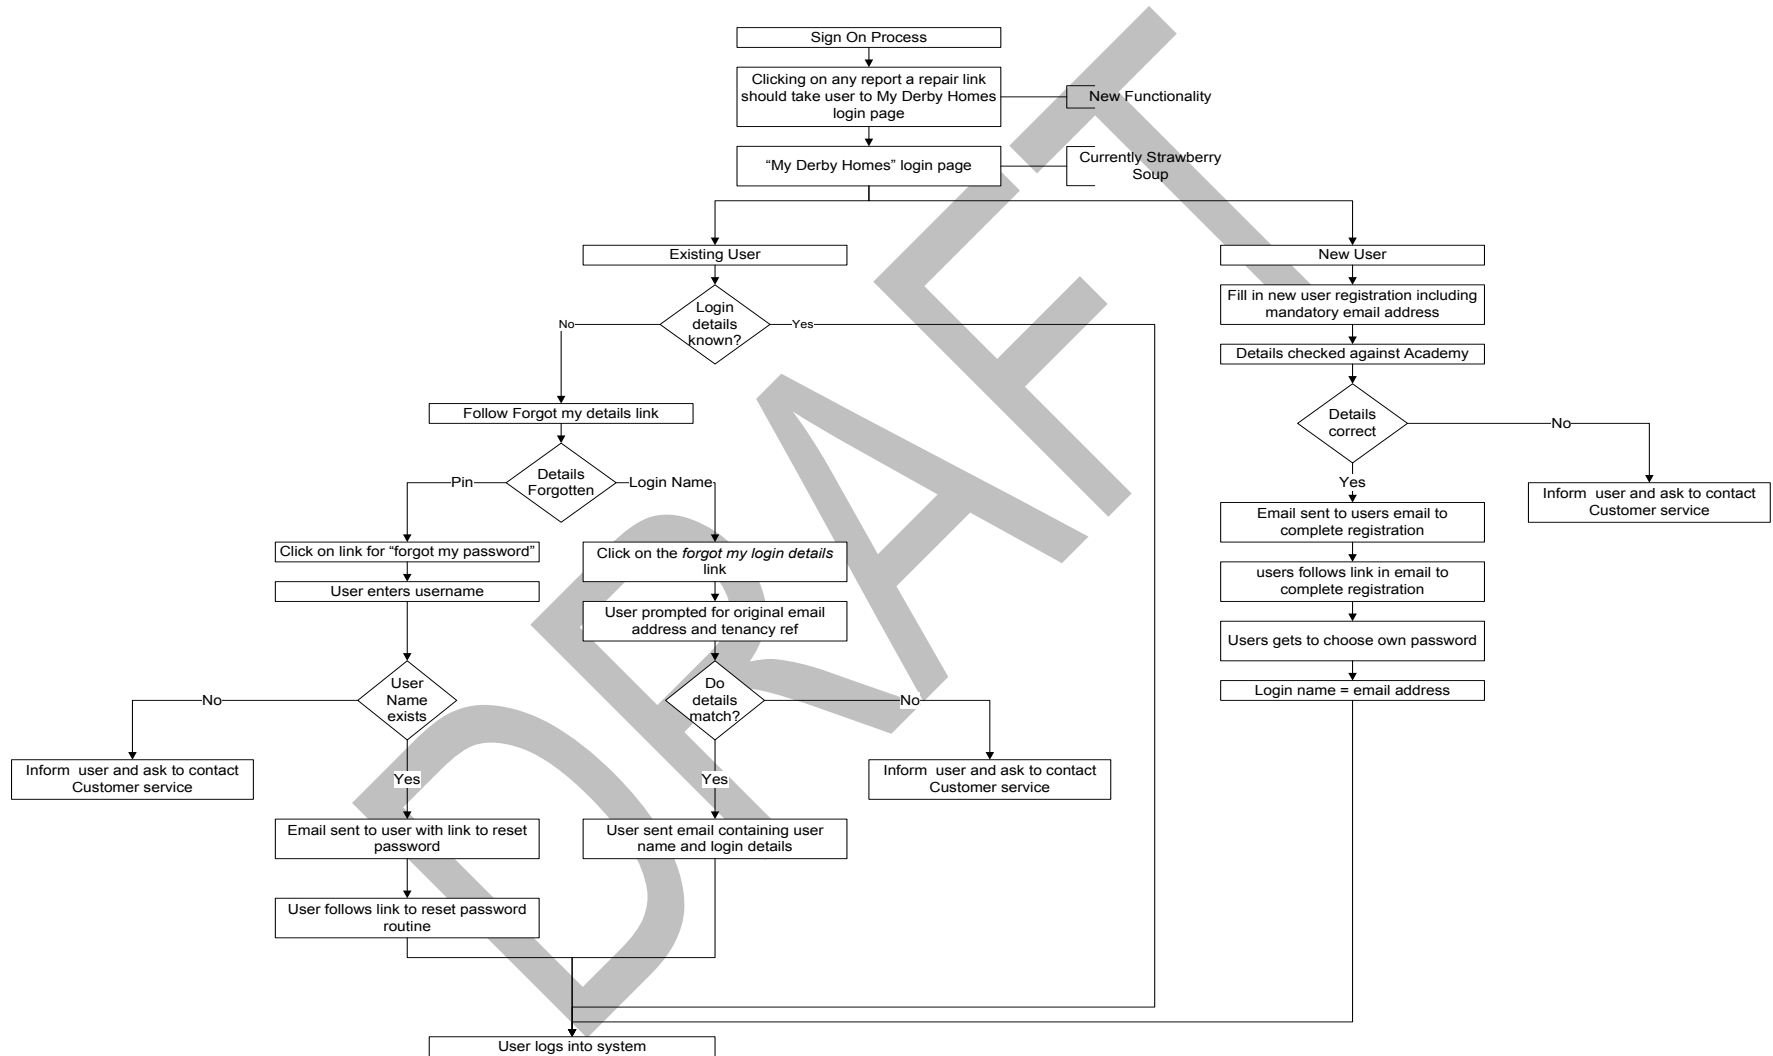 Sign On Process
Clicking on any report a repair link
should take user to My Derby Homes
login page
New Functionality
“My Derby Homes” login page
Currently Strawberry
Soup
Existing User
New User
Login
details
known?
No
Yes
Fill in new user registration including
mandatory email address
Details checked against Academy
Follow Forgot my details link
Details
correct
No
Details
Forgotten
Pin
Login Name
Yes
Inform user and ask to contact
Customer service
Email sent to users email to
complete registration
Click on link for “forgot my password”
Click on the forgot my login details
link
users follows link in email to
complete registration
User enters username
User prompted for original email
address and tenancy ref
Users gets to choose own password
User
Name
exists
No
Do
details
match?
No
Login name = email address
Inform user and ask to contact
Customer service
Yes
Yes
Inform user and ask to contact
Customer service
Email sent to user with link to reset
password
User sent email containing user
name and login details
User follows link to reset password
routine
User logs into system
DRAFT